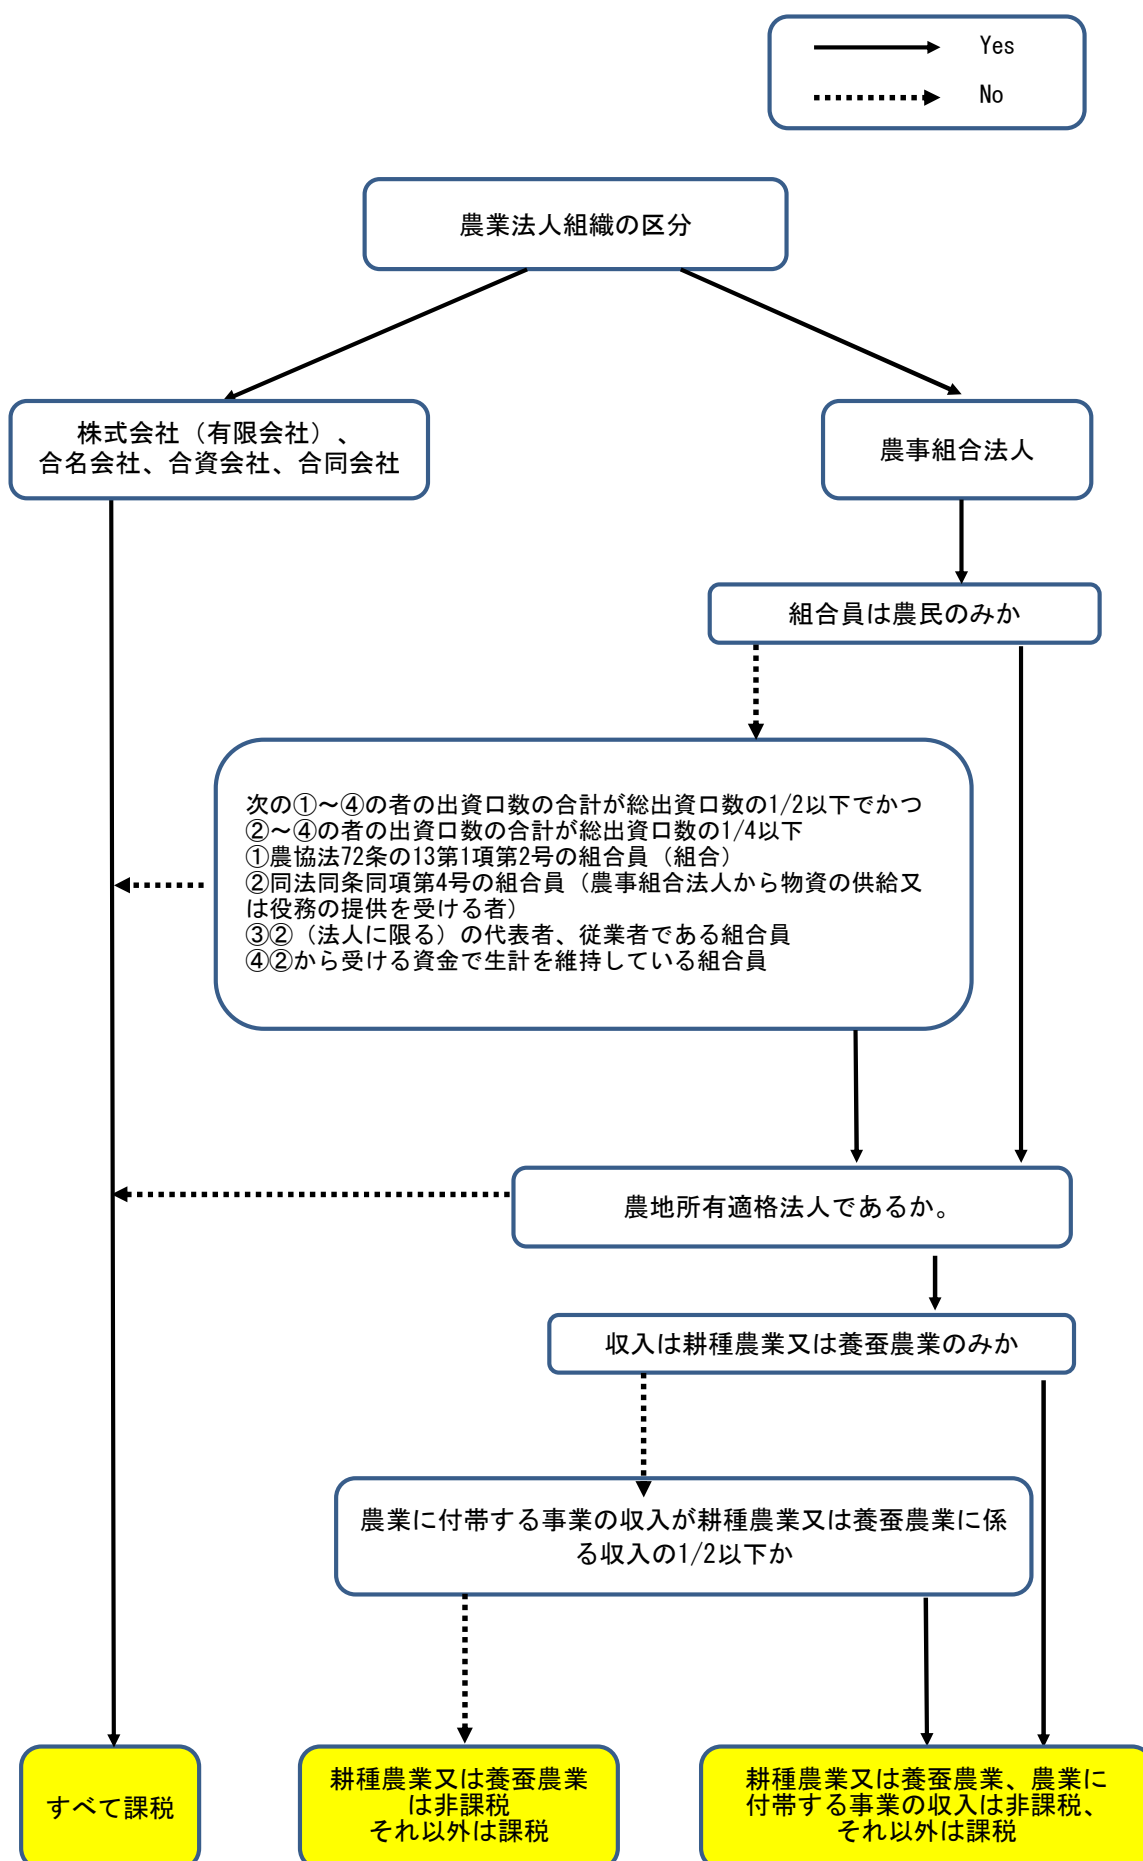 Yes
No
農業法人組織の区分
株式会社（有限会社）、
合名会社、合資会社、合同会社
農事組合法人
組合員は農民のみか
次の①～④の者の出資口数の合計が総出資口数の1/2以下でかつ
②～④の者の出資口数の合計が総出資口数の1/4以下
①農協法72条の13第1項第2号の組合員（組合）
②同法同条同項第4号の組合員（農事組合法人から物資の供給又
は役務の提供を受ける者）
③②（法人に限る）の代表者、従業者である組合員
④②から受ける資金で生計を維持している組合員
農地所有適格法人であるか。
収入は耕種農業又は養蚕農業のみか
農業に付帯する事業の収入が耕種農業又は養蚕農業に係
る収入の1/2以下か
すべて課税
耕種農業又は養蚕農業
は非課税
それ以外は課税
耕種農業又は養蚕農業、農業に
付帯する事業の収入は非課税、
それ以外は課税